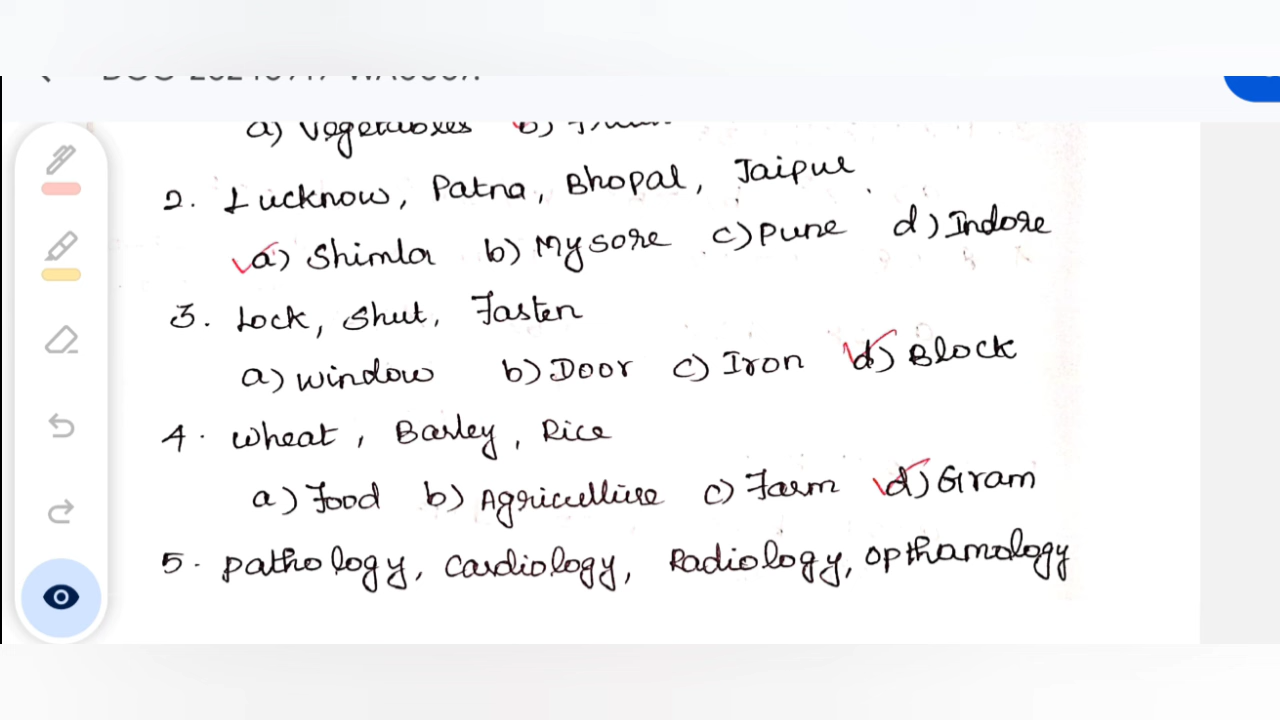 a) Vegetables b)
2. Lucknow, Patna, Bhopal, Jaipur
a) Shimla b) Mysore c) Pune d) Indore
3. Lock, Shut, Fasten
a) window b) Door c) Iron d) Block
4. Wheat, Barley, Rice
a) Food b) Agriculture c) Farm d) Gram
5. Pathology, Cardiology, Radiology, Opthamology